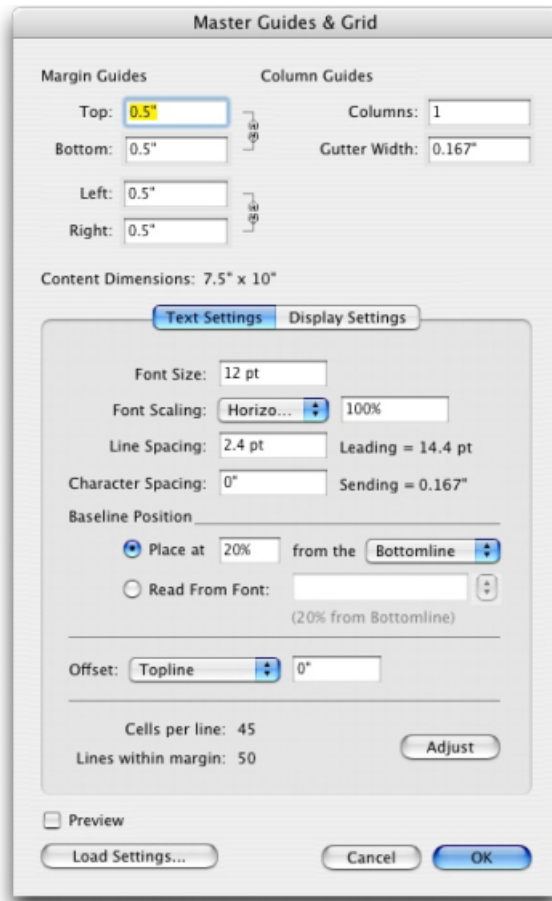 Master Guides & Grid
Margin Guides
Column Guides
Top: 0.5"
Columns: 1
Bottom: 0.5"
Gutter Width: 0.167"
Left: 0.5"
Right: 0.5"
Content Dimensions: 7.5" x 10"
Text Settings
Display Settings
Font Size: 12 pt
Font Scaling: Horizo... 100%
Line Spacing: 2.4 pt Leading = 14.4 pt
Character Spacing: 0" Sending = 0.167"
Baseline Position
Place at 20% from the Bottomline
Read From Font:
(20% from Bottomline)
Offset: Topline 0"
Cells per line: 45
Lines within margin: 50
Adjust
Preview
Load Settings...
Cancel
OK